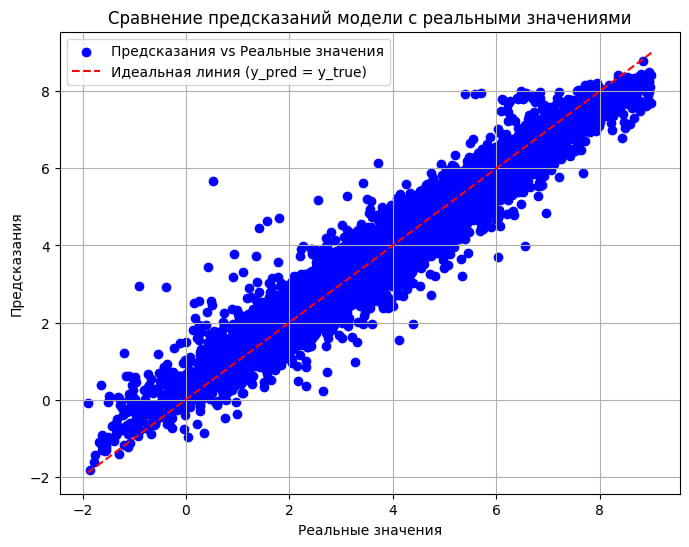 Сравнение предсказаний модели с реальными значениями
Предсказания vs Реальные значения
Идеальная линия (y_pred = y_true)
8
6
4
2
0
−2
Предсказания
−2 0 2 4 6 8
Реальные значения